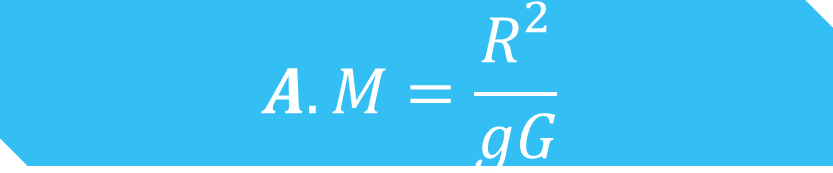 A. M = R²/gG